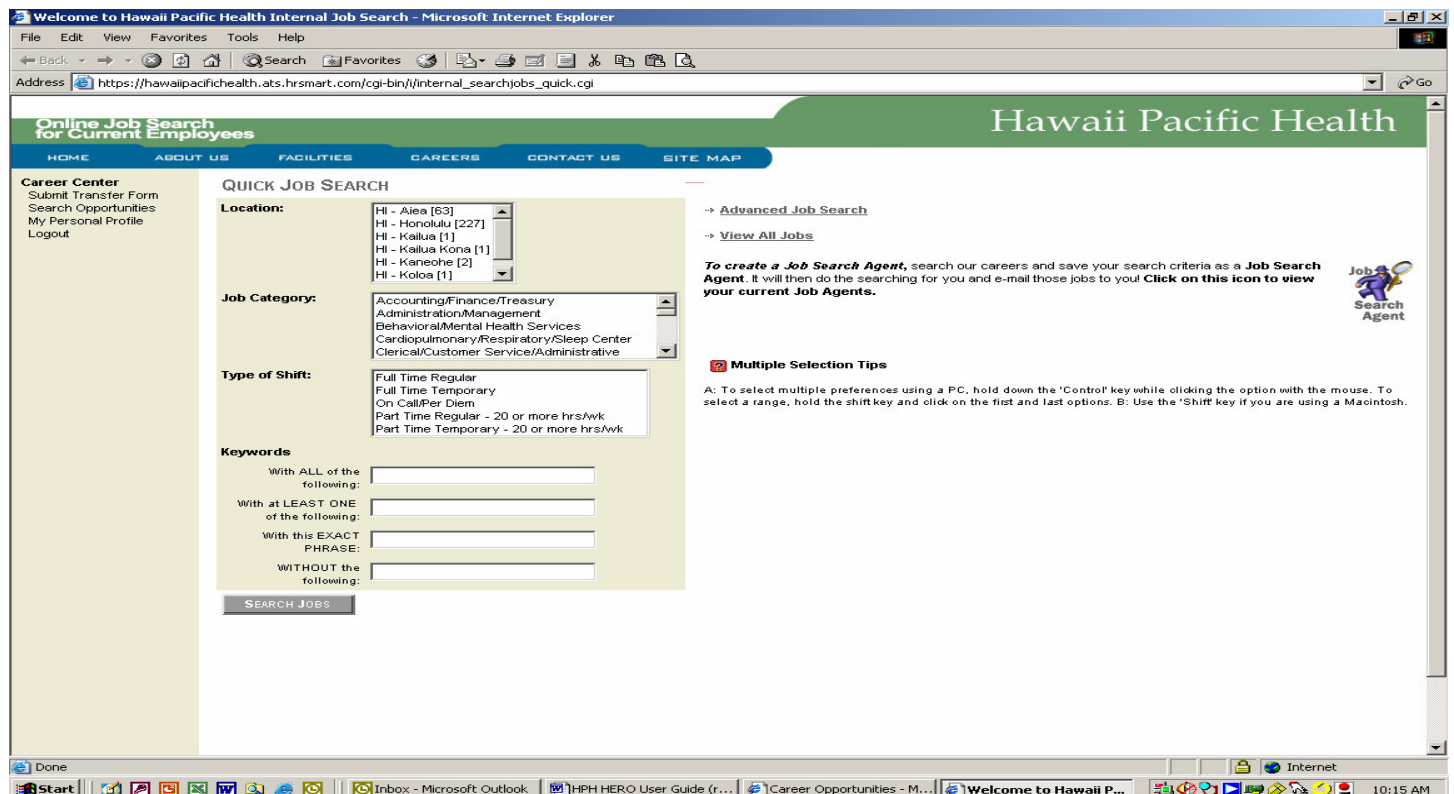 Welcome to Hawaii Pacific Health Internal Job Search - Microsoft Internet Explorer
File Edit View Favorites Tools Help
Back Search Favorites
Address https://hawaiipacifichealth.ats.hrsmart.com/cgi-bin/i/internal_searchjobs_quick.cgi Go
Online Job Search
for Current Employees
Hawaii Pacific Health
HOME ABOUT US FACILITIES CAREERS CONTACT US SITE MAP
Career Center
Submit Transfer Form
Search Opportunities
My Personal Profile
Logout
QUICK JOB SEARCH
Location:
HI - Aiea [63]
HI - Honolulu [227]
HI - Kailua [1]
HI - Kailua Kona [1]
HI - Kaneohe [2]
HI - Koloa [1]
Job Category:
Accounting/Finance/Treasury
Administration/Management
Behavioral/Mental Health Services
Cardiopulmonary/Respiratory/Sleep Center
Clerical/Customer Service/Administrative
Type of Shift:
Full Time Regular
Full Time Temporary
On Call/Per Diem
Part Time Regular - 20 or more hrs/wk
Part Time Temporary - 20 or more hrs/wk
Keywords
With ALL of the
following:
With at LEAST ONE
of the following:
With this EXACT
PHRASE:
WITHOUT the
following:
SEARCH JOBS
Advanced Job Search
View All Jobs
To create a Job Search Agent, search our careers and save your search criteria as a Job Search
Agent. It will then do the searching for you and e-mail those jobs to you! Click on this icon to view
your current Job Agents.
Job
Search
Agent
Multiple Selection Tips
A: To select multiple preferences using a PC, hold down the 'Control' key while clicking the option with the mouse. To
select a range, hold the shift key and click on the first and last options. B: Use the 'Shift' key if you are using a Macintosh.
Done Internet
Start Inbox - Microsoft Outlook HPH HERO User Guide (r... Career Opportunities - M... Welcome to Hawaii P... 10:15 AM